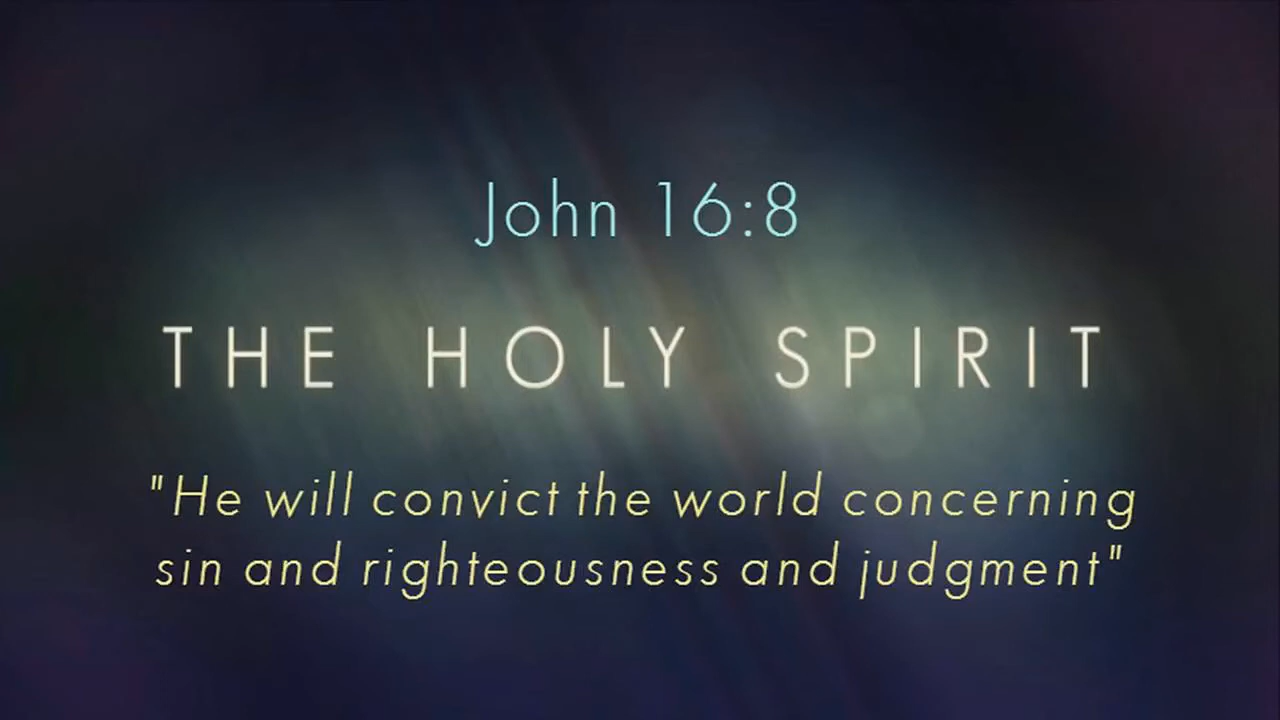 John 16:8
THE HOLY SPIRIT
"He will convict the world concerning
sin and righteousness and judgment"